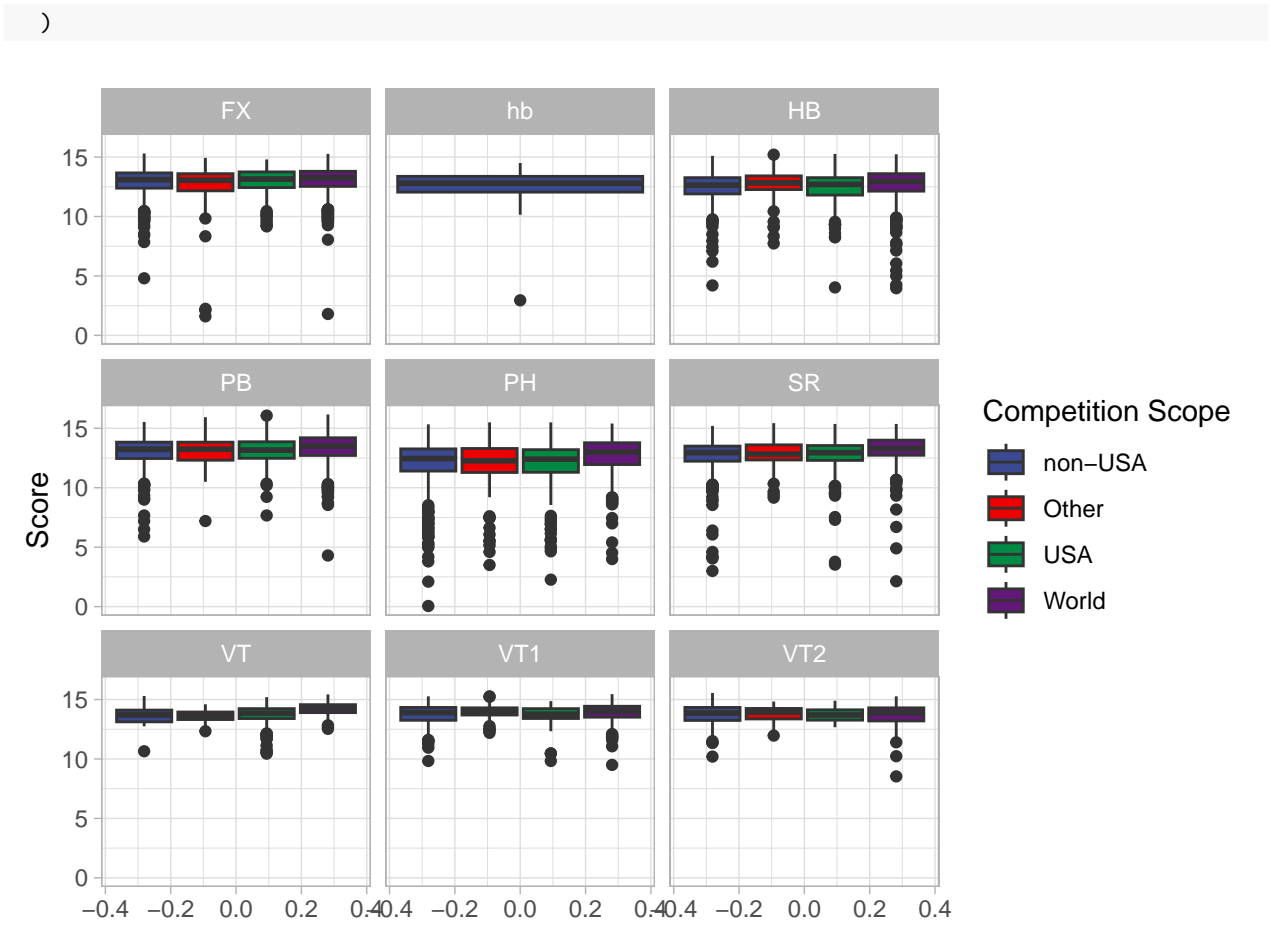 )
FX hb HB
15
10
5
0
PB PH SR
15
10
5
0
Score
VT VT1 VT2
15
10
5
0
−0.4 −0.2 0.0 0.2 0.4 −0.4 −0.2 0.0 0.2 0.4 −0.4 −0.2 0.0 0.2 0.4
Competition Scope
non−USA
Other
USA
World